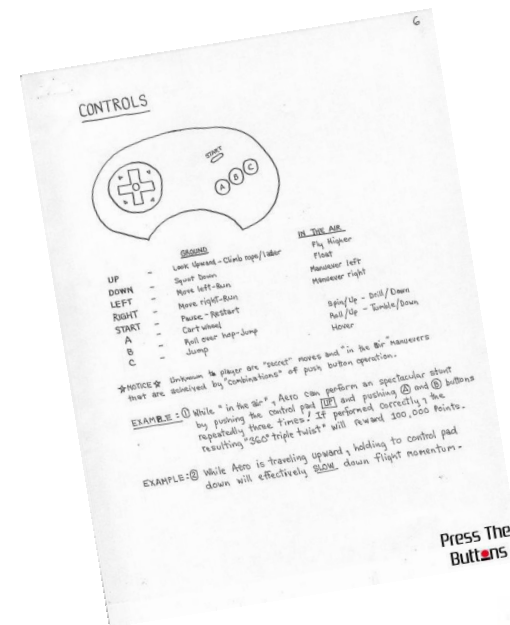 6
CONTROLS
START
A B C
GROUND IN THE AIR
UP - Look Upward - Climb rope/ladder Fly Higher
DOWN - Squat Down Float
LEFT - Move left - Run Maneuver left
RIGHT - Move right - Run Maneuver right
START - Pause - Restart
A - Cartwheel Spin/Up - Drill/Down
B - Roll over hop - Jump Roll/Up - Tumble/Down
C - Jump Hover
☆NOTICE☆ Unknown to player are "secret" moves and "in the air" maneuvers
that are acheived by "combinations" of push button operation.
EXAMPLE: ① While "in the air", Aero can perform an spectacular stunt
by pushing the control pad UP and pushing Ⓐ and Ⓑ buttons
repeatedly three times! If performed correctly, the
resulting "360° triple twist" will reward 100,000 Points.
EXAMPLE: ② While Aero is traveling upward, holding to control pad
down will effectively SLOW down flight momentum.
Press The
Buttons